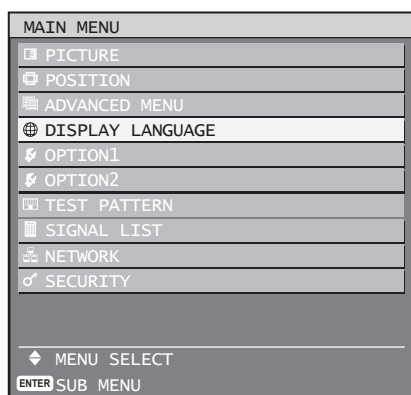 MAIN MENU
PICTURE
POSITION
ADVANCED MENU
DISPLAY LANGUAGE
OPTION1
OPTION2
TEST PATTERN
SIGNAL LIST
NETWORK
SECURITY
MENU SELECT
ENTER SUB MENU